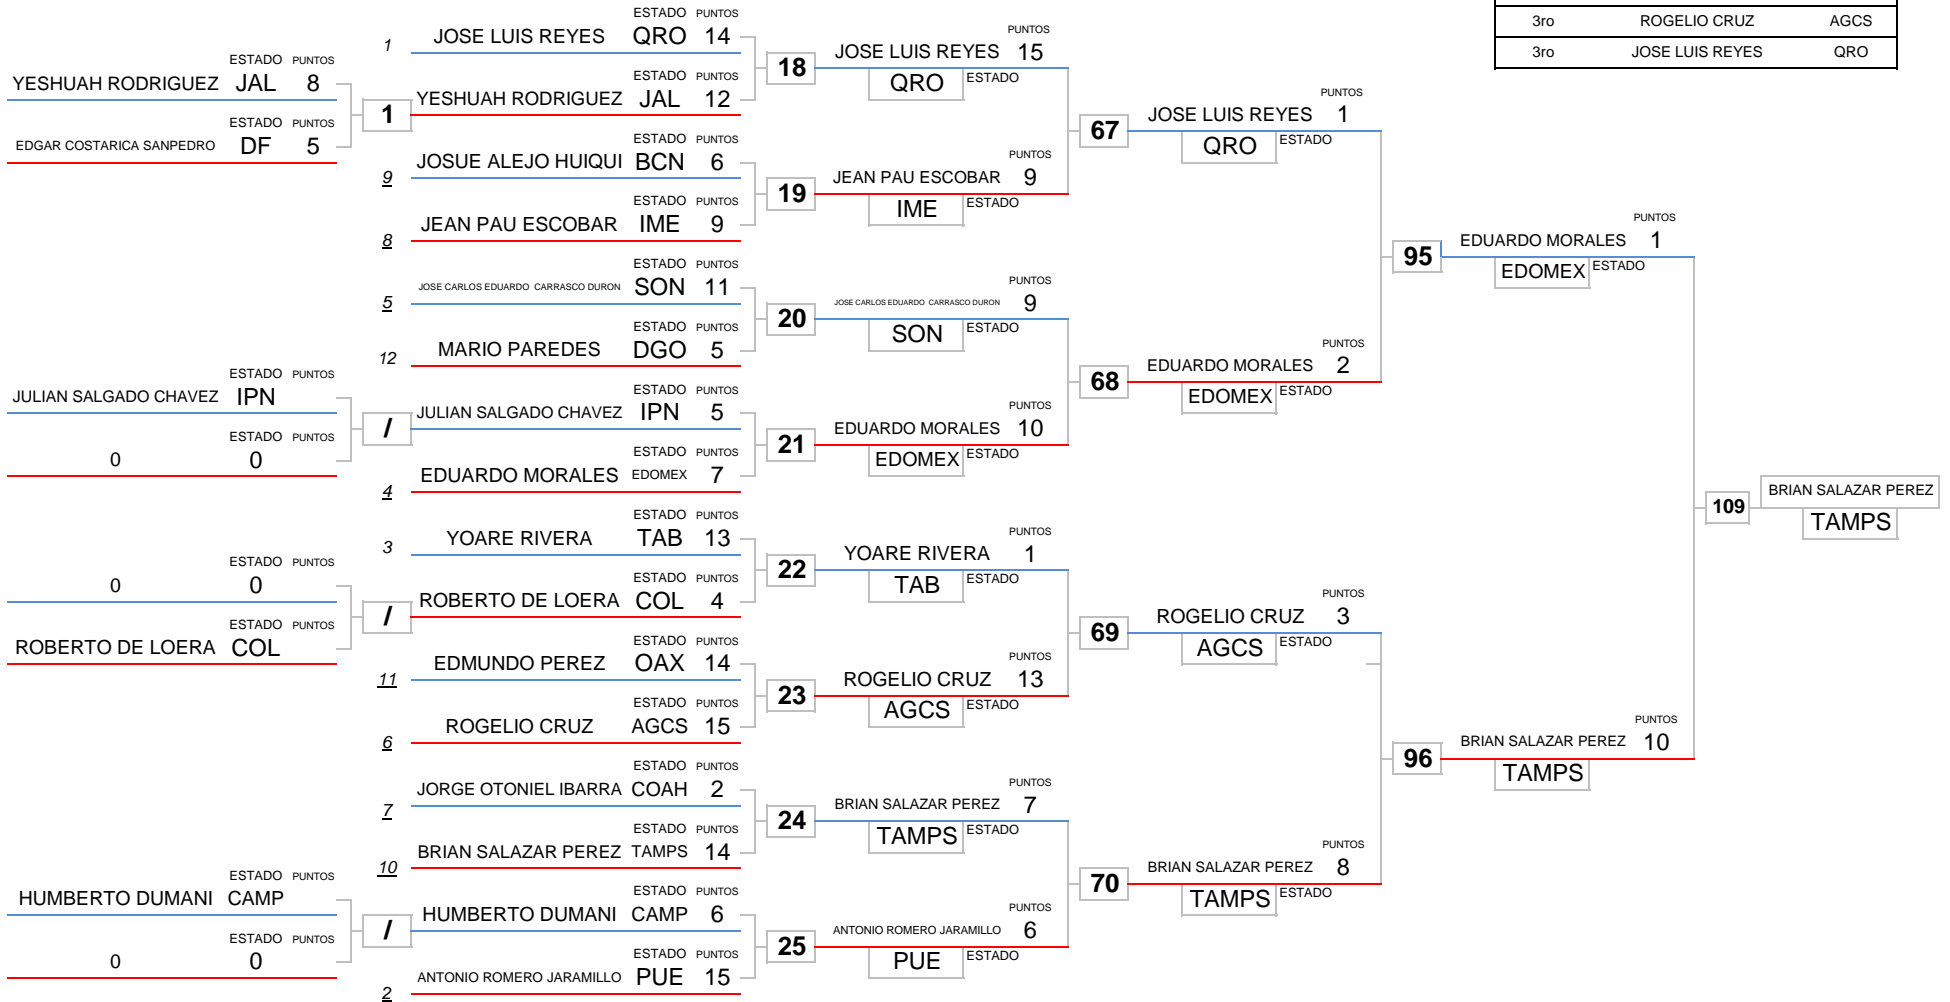 3ro ROGELIO CRUZ AGCS
3ro JOSE LUIS REYES QRO
ESTADO PUNTOS
YESHUAH RODRIGUEZ JAL 8
ESTADO PUNTOS
EDGAR COSTARICA SANPEDRO DF 5
1
ESTADO PUNTOS
JULIAN SALGADO CHAVEZ IPN
ESTADO PUNTOS
0 0
/
ESTADO PUNTOS
0 0
ESTADO PUNTOS
ROBERTO DE LOERA COL
/
ESTADO PUNTOS
HUMBERTO DUMANI CAMP
ESTADO PUNTOS
0 0
/
ESTADO PUNTOS
1 JOSE LUIS REYES QRO 14
ESTADO PUNTOS
YESHUAH RODRIGUEZ JAL 12
18
ESTADO PUNTOS
9 JOSUE ALEJO HUIQUI BCN 6
ESTADO PUNTOS
8 JEAN PAU ESCOBAR IME 9
19
ESTADO PUNTOS
5 JOSE CARLOS EDUARDO CARRASCO DURON SON 11
ESTADO PUNTOS
12 MARIO PAREDES DGO 5
20
ESTADO PUNTOS
JULIAN SALGADO CHAVEZ IPN 5
ESTADO PUNTOS
4 EDUARDO MORALES EDOMEX 7
21
ESTADO PUNTOS
3 YOARE RIVERA TAB 13
ESTADO PUNTOS
ROBERTO DE LOERA COL 4
22
ESTADO PUNTOS
11 EDMUNDO PEREZ OAX 14
ESTADO PUNTOS
6 ROGELIO CRUZ AGCS 15
23
ESTADO PUNTOS
7 JORGE OTONIEL IBARRA COAH 2
ESTADO PUNTOS
10 BRIAN SALAZAR PEREZ TAMPS 14
24
ESTADO PUNTOS
HUMBERTO DUMANI CAMP 6
ESTADO PUNTOS
2 ANTONIO ROMERO JARAMILLO PUE 15
25
PUNTOS
JOSE LUIS REYES 15
QRO ESTADO
PUNTOS
JEAN PAU ESCOBAR 9
IME ESTADO
67
PUNTOS
JOSE CARLOS EDUARDO CARRASCO DURON 9
SON ESTADO
PUNTOS
EDUARDO MORALES 10
EDOMEX ESTADO
68
PUNTOS
YOARE RIVERA 1
TAB ESTADO
PUNTOS
ROGELIO CRUZ 13
AGCS ESTADO
69
PUNTOS
BRIAN SALAZAR PEREZ 7
TAMPS ESTADO
PUNTOS
ANTONIO ROMERO JARAMILLO 6
PUE ESTADO
70
PUNTOS
JOSE LUIS REYES 1
QRO ESTADO
PUNTOS
EDUARDO MORALES 2
EDOMEX ESTADO
95
PUNTOS
ROGELIO CRUZ 3
AGCS ESTADO
PUNTOS
BRIAN SALAZAR PEREZ 8
TAMPS ESTADO
96
PUNTOS
EDUARDO MORALES 1
EDOMEX ESTADO
PUNTOS
BRIAN SALAZAR PEREZ 10
TAMPS
109
BRIAN SALAZAR PEREZ
TAMPS